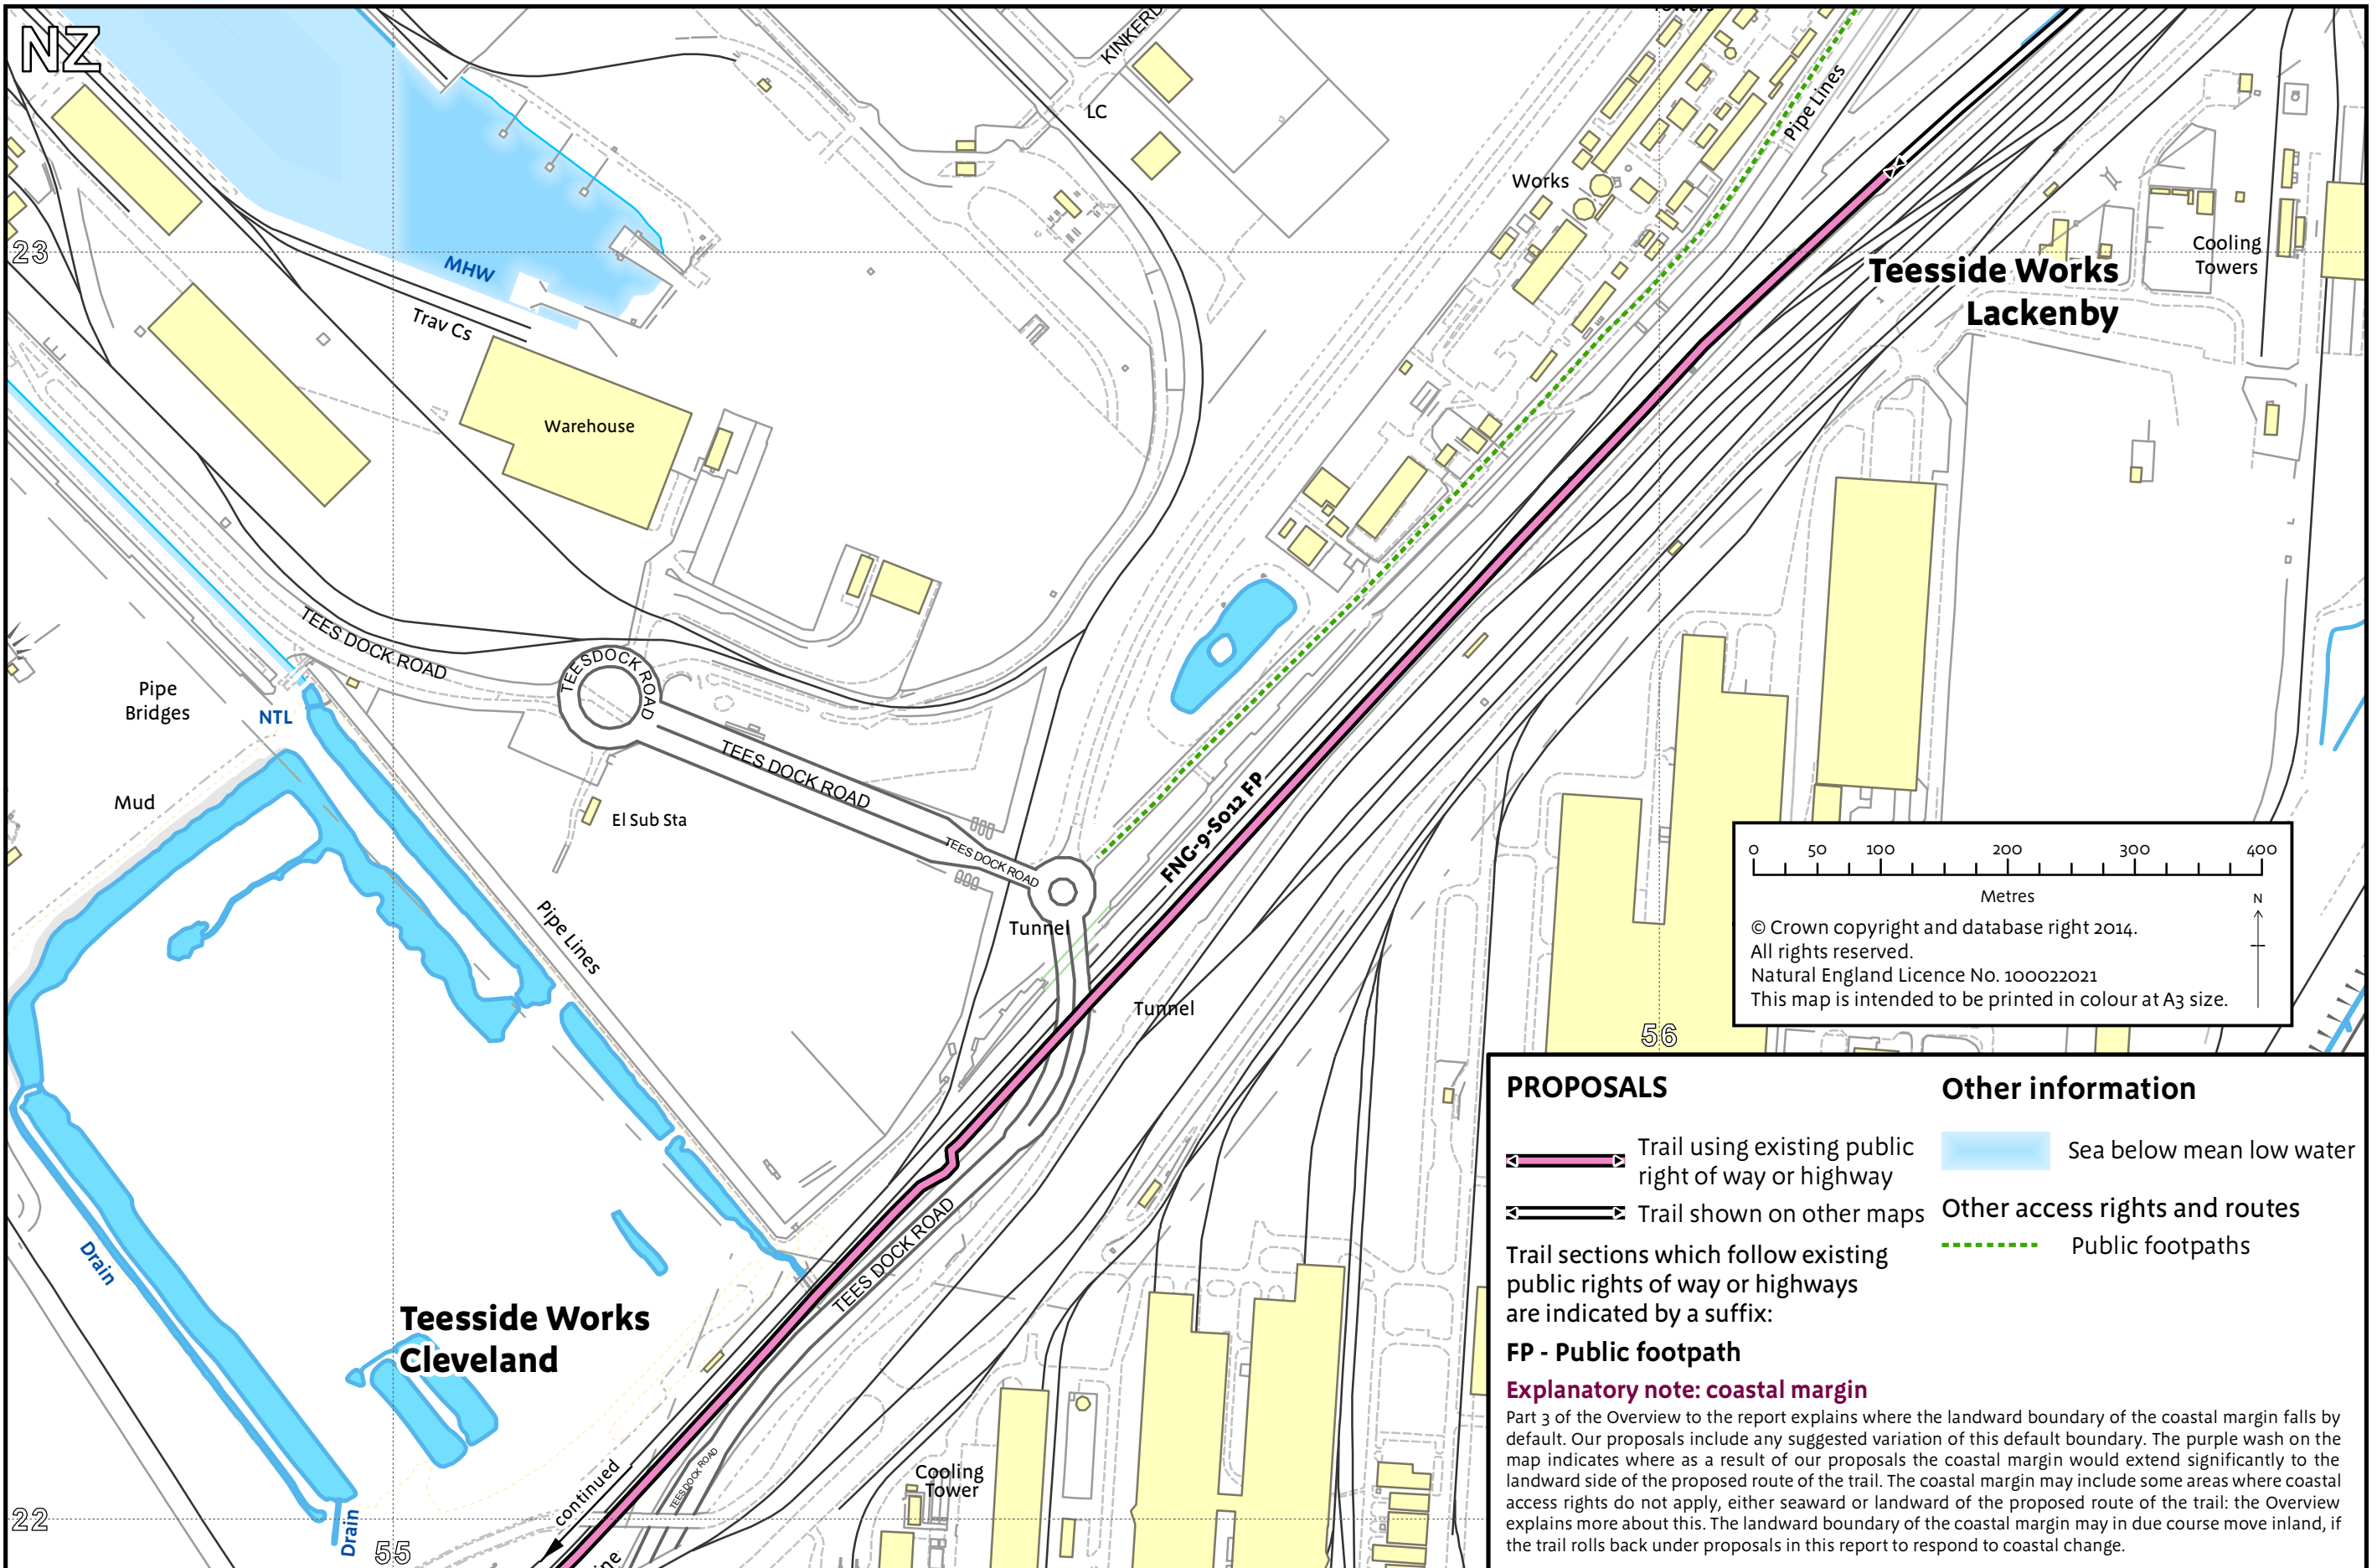 NZ
KINKERD
LC
Pipe Lines
Works
23
MHW
Trav Cs
Cooling
Towers
Teesside Works
Lackenby
Warehouse
TEES DOCK ROAD
TEESDOCK ROAD
Pipe
Bridges
NTL
TEES DOCK ROAD
Mud
El Sub Sta
TEES DOCK ROAD
FNG-9-S012 FP
Pipe Lines
Tunnel
Tunnel
0 50 100 200 300 400
Metres
N
© Crown copyright and database right 2014.
All rights reserved.
Natural England Licence No. 100022021
This map is intended to be printed in colour at A3 size.
56
TEES DOCK ROAD
Drain
Teesside Works
Cleveland
continued
TEES DOCK ROAD
Cooling
Tower
22
Drain
55
PROPOSALS
Trail using existing public
right of way or highway
Trail shown on other maps
Trail sections which follow existing
public rights of way or highways
are indicated by a suffix:
FP - Public footpath
Other information
Sea below mean low water
Other access rights and routes
Public footpaths
Explanatory note: coastal margin
Part 3 of the Overview to the report explains where the landward boundary of the coastal margin falls by
default. Our proposals include any suggested variation of this default boundary. The purple wash on the
map indicates where as a result of our proposals the coastal margin would extend significantly to the
landward side of the proposed route of the trail. The coastal margin may include some areas where coastal
access rights do not apply, either seaward or landward of the proposed route of the trail: the Overview
explains more about this. The landward boundary of the coastal margin may in due course move inland, if
the trail rolls back under proposals in this report to respond to coastal change.